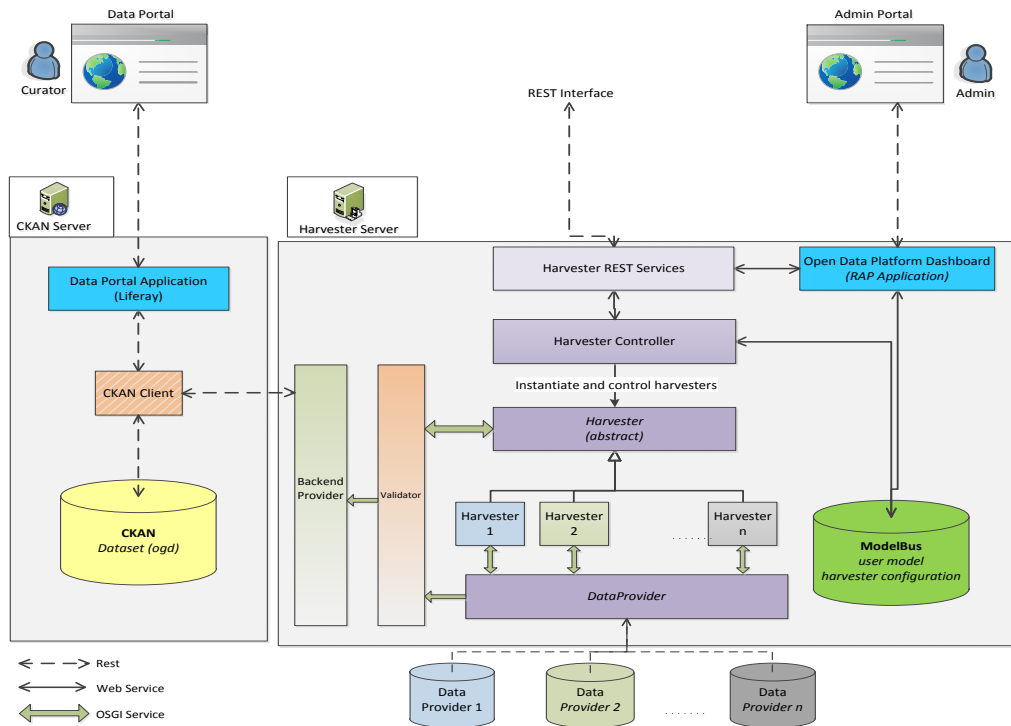 Data Portal
Admin Portal
Curator
Admin
REST Interface
CKAN Server
Harvester Server
Data Portal Application
(Liferay)
Harvester REST Services
Open Data Platform Dashboard
(RAP Application)
Harvester Controller
CKAN Client
Instantiate and control harvesters
Harvester
(abstract)
Backend
Provider
Validator
Harvester
1
Harvester
2
. . . . . . .
Harvester
n
CKAN
Dataset (ogd)
ModelBus
user model
harvester configuration
DataProvider
Rest
Web Service
OSGI Service
Data
Provider 1
Data
Provider 2
. . . . . . .
Data
Provider n